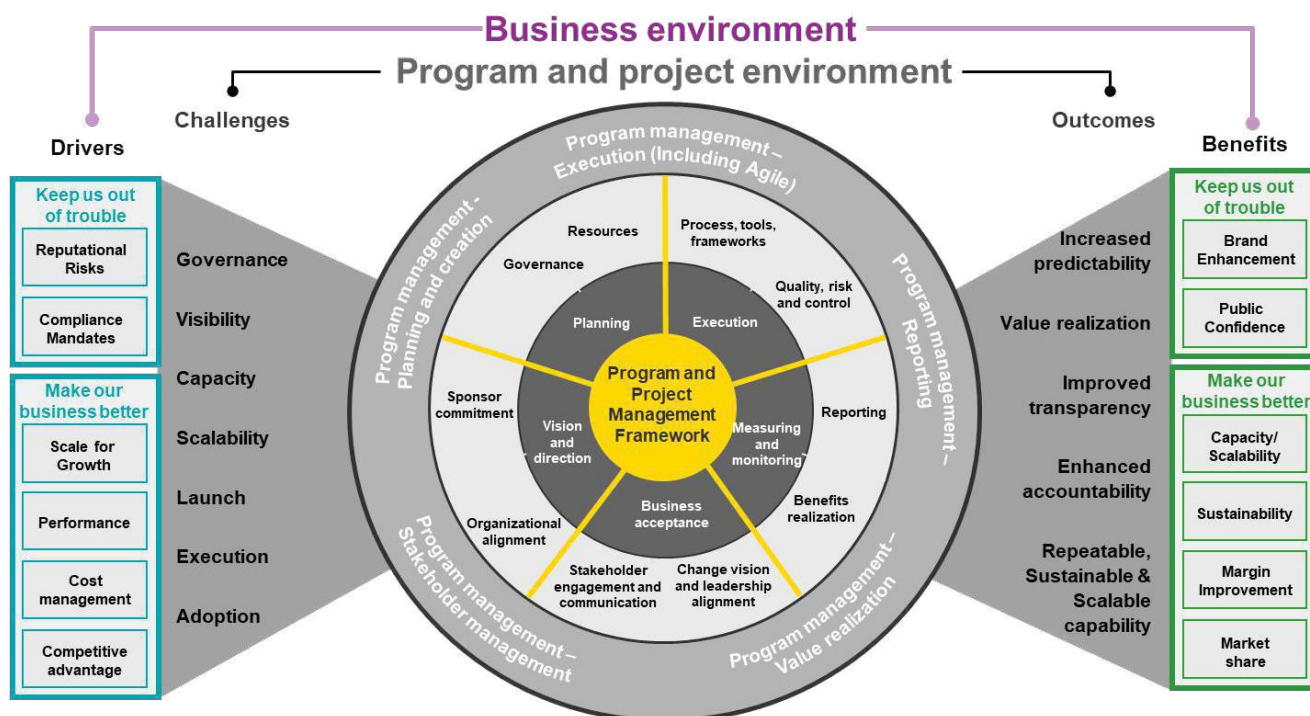 Business environment
Program and project environment
Challenges
Outcomes
Drivers
Benefits
Keep us out
of trouble
Reputational
Risks
Compliance
Mandates
Make our
business better
Scale for
Growth
Performance
Cost
management
Competitive
advantage
Governance
Visibility
Capacity
Scalability
Launch
Execution
Adoption
Program management -
Planning and creation
Program management –
Execution (Including Agile)
Program management –
Reporting
Program management –
Value realization
Program management –
Stakeholder management
Resources
Governance
Process, tools,
frameworks
Quality, risk
and control
Sponsor
commitment
Organizational
alignment
Reporting
Benefits
realization
Stakeholder
engagement and
communication
Change vision
and leadership
alignment
Planning
Execution
Vision
and
direction
Measuring
and
monitoring
Business
acceptance
Program and
Project
Management
Framework
Increased
predictability
Value realization
Improved
transparency
Enhanced
accountability
Repeatable,
Sustainable &
Scalable
capability
Keep us out
of trouble
Brand
Enhancement
Public
Confidence
Make our
business better
Capacity/
Scalability
Sustainability
Margin
Improvement
Market
share